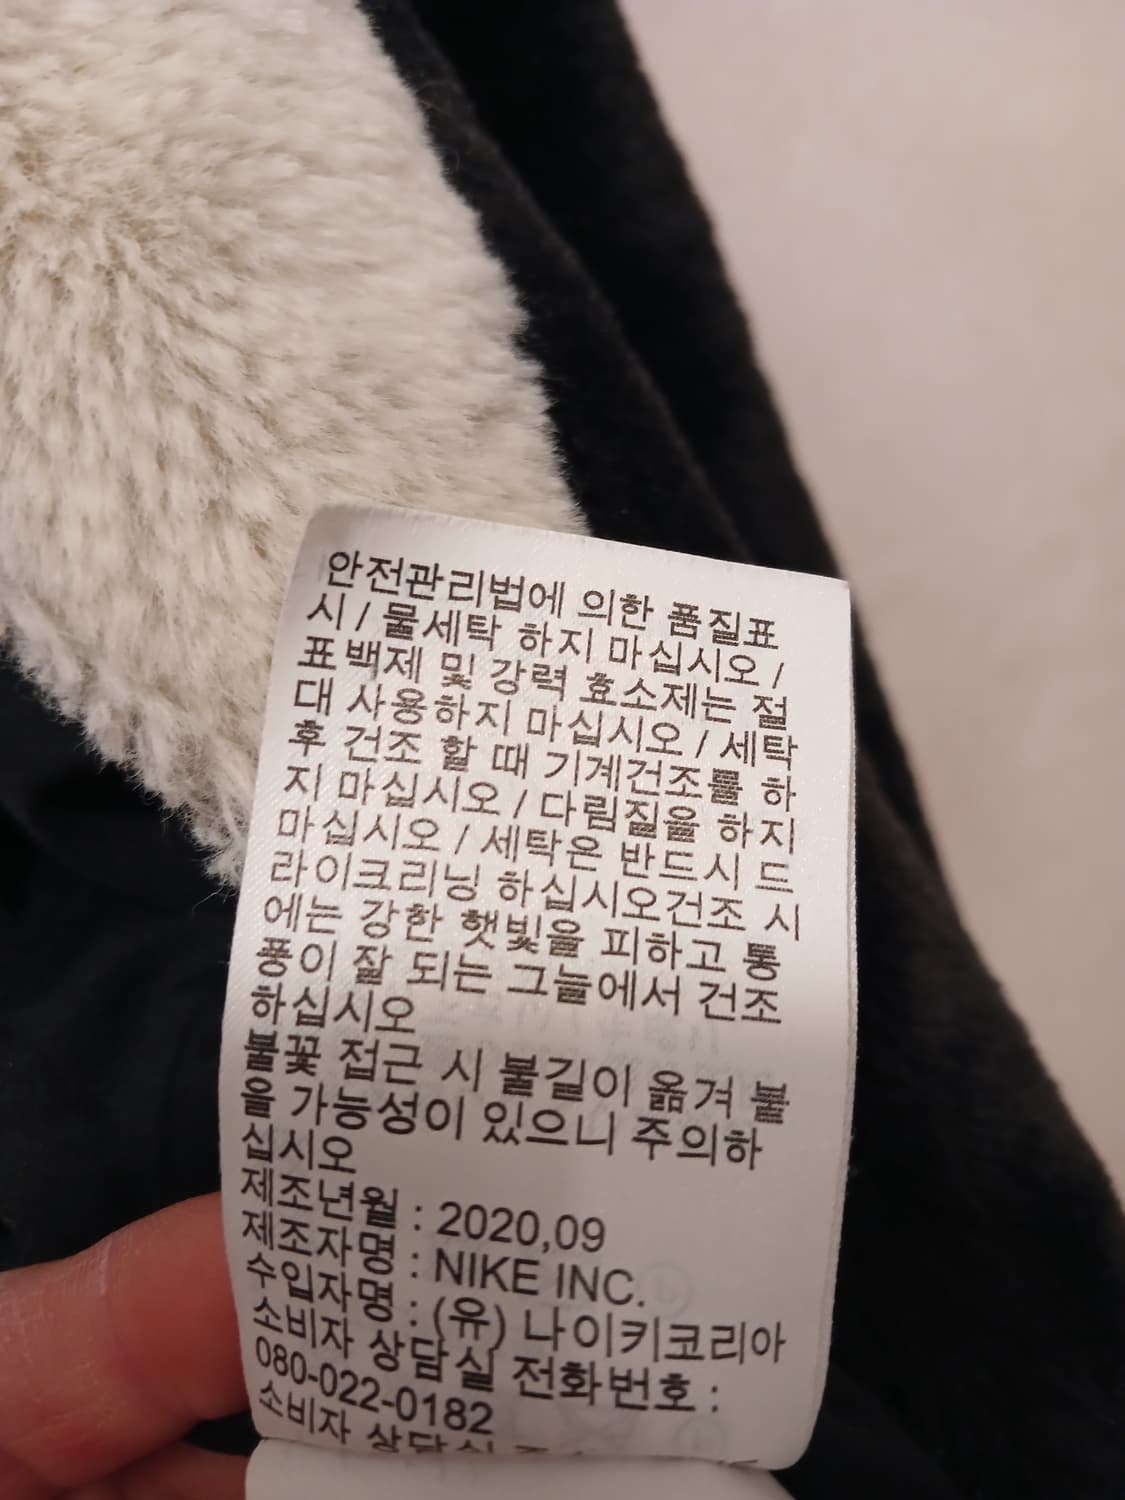 안전관리법에 의한 품질표
시 / 물세탁 하지 마십시오 /
표백제 및 강력 효소제는 절
대 사용하지 마십시오 / 세탁
후 건조 할 때 기계건조를 하
지 마십시오 / 다림질을 하지
마십시오 / 세탁은 반드시 드
라이크리닝 하십시오건조 시
에는 강한 햇빛을 피하고 통
풍이 잘 되는 그늘에서 건조
하십시오
불꽃 접근 시 불길이 옮겨 붙
을 가능성이 있으니 주의하
십시오
제조년월 : 2020,09
제조자명 : NIKE INC.
수입자명 : (유) 나이키코리아
소비자 상담실 전화번호 :
080-022-0182
소비자 상담실